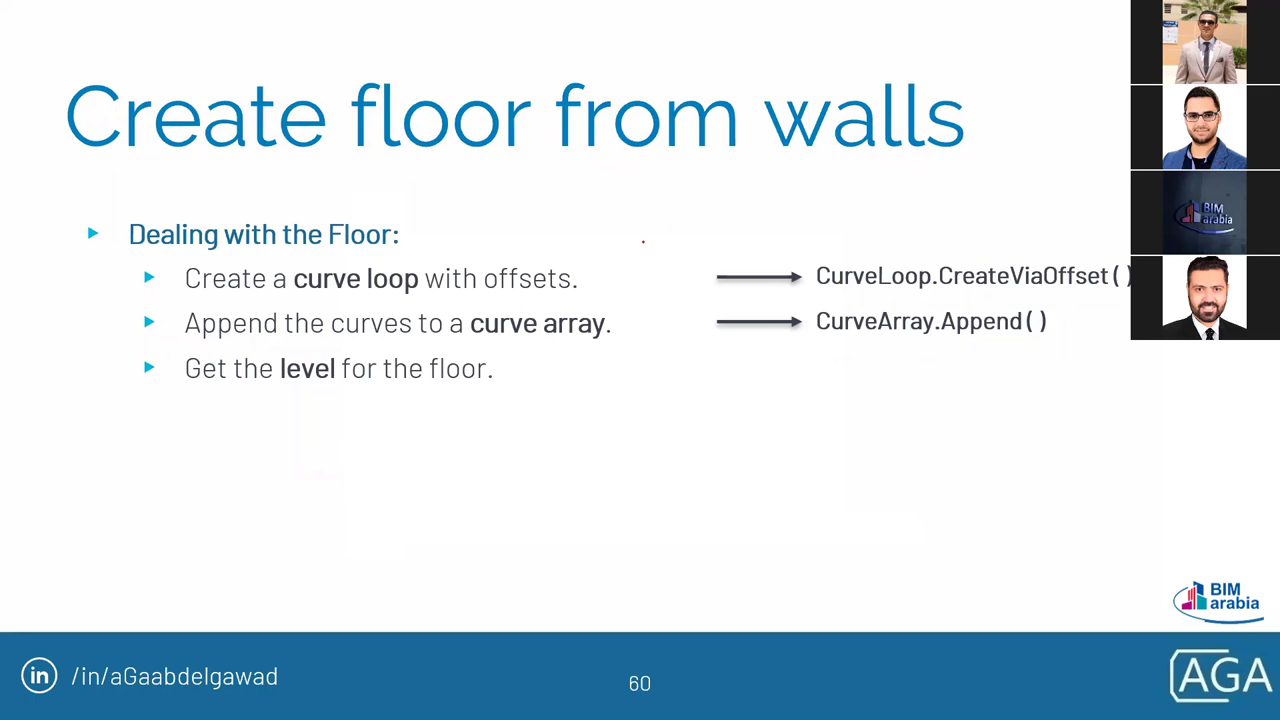 Create floor from walls
Dealing with the Floor:
Create a curve loop with offsets.
CurveLoop.CreateViaOffset( )
Append the curves to a curve array.
CurveArray.Append( )
Get the level for the floor.
BIM
arabia
BIM
arabia
in /in/aGaabdelgawad
60
AGA